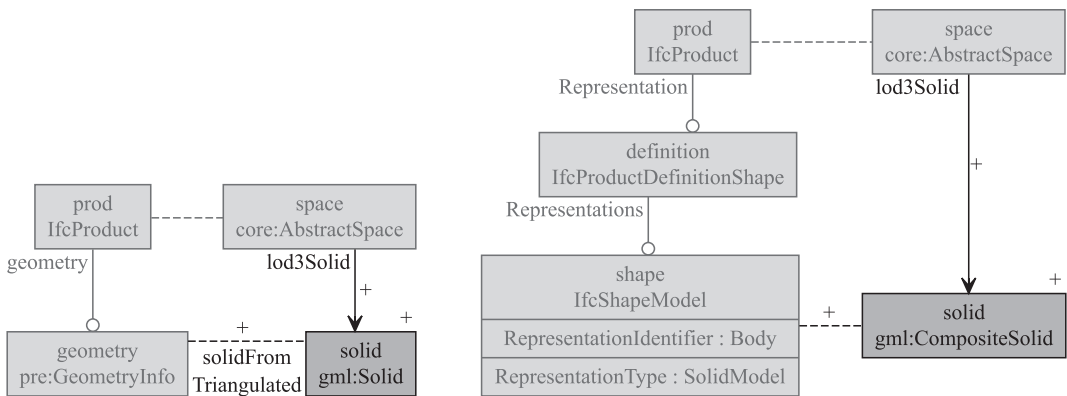 prod
IfcProduct
space
core:AbstractSpace
geometry
lod3Solid
+
+
+
geometry
pre:GeometryInfo
solidFrom
Triangulated
solid
gml:Solid
prod
IfcProduct
space
core:AbstractSpace
Representation
lod3Solid
definition
IfcProductDefinitionShape
+
Representations
shape
IfcShapeModel
+
+
RepresentationIdentifier : Body
RepresentationType : SolidModel
solid
gml:CompositeSolid